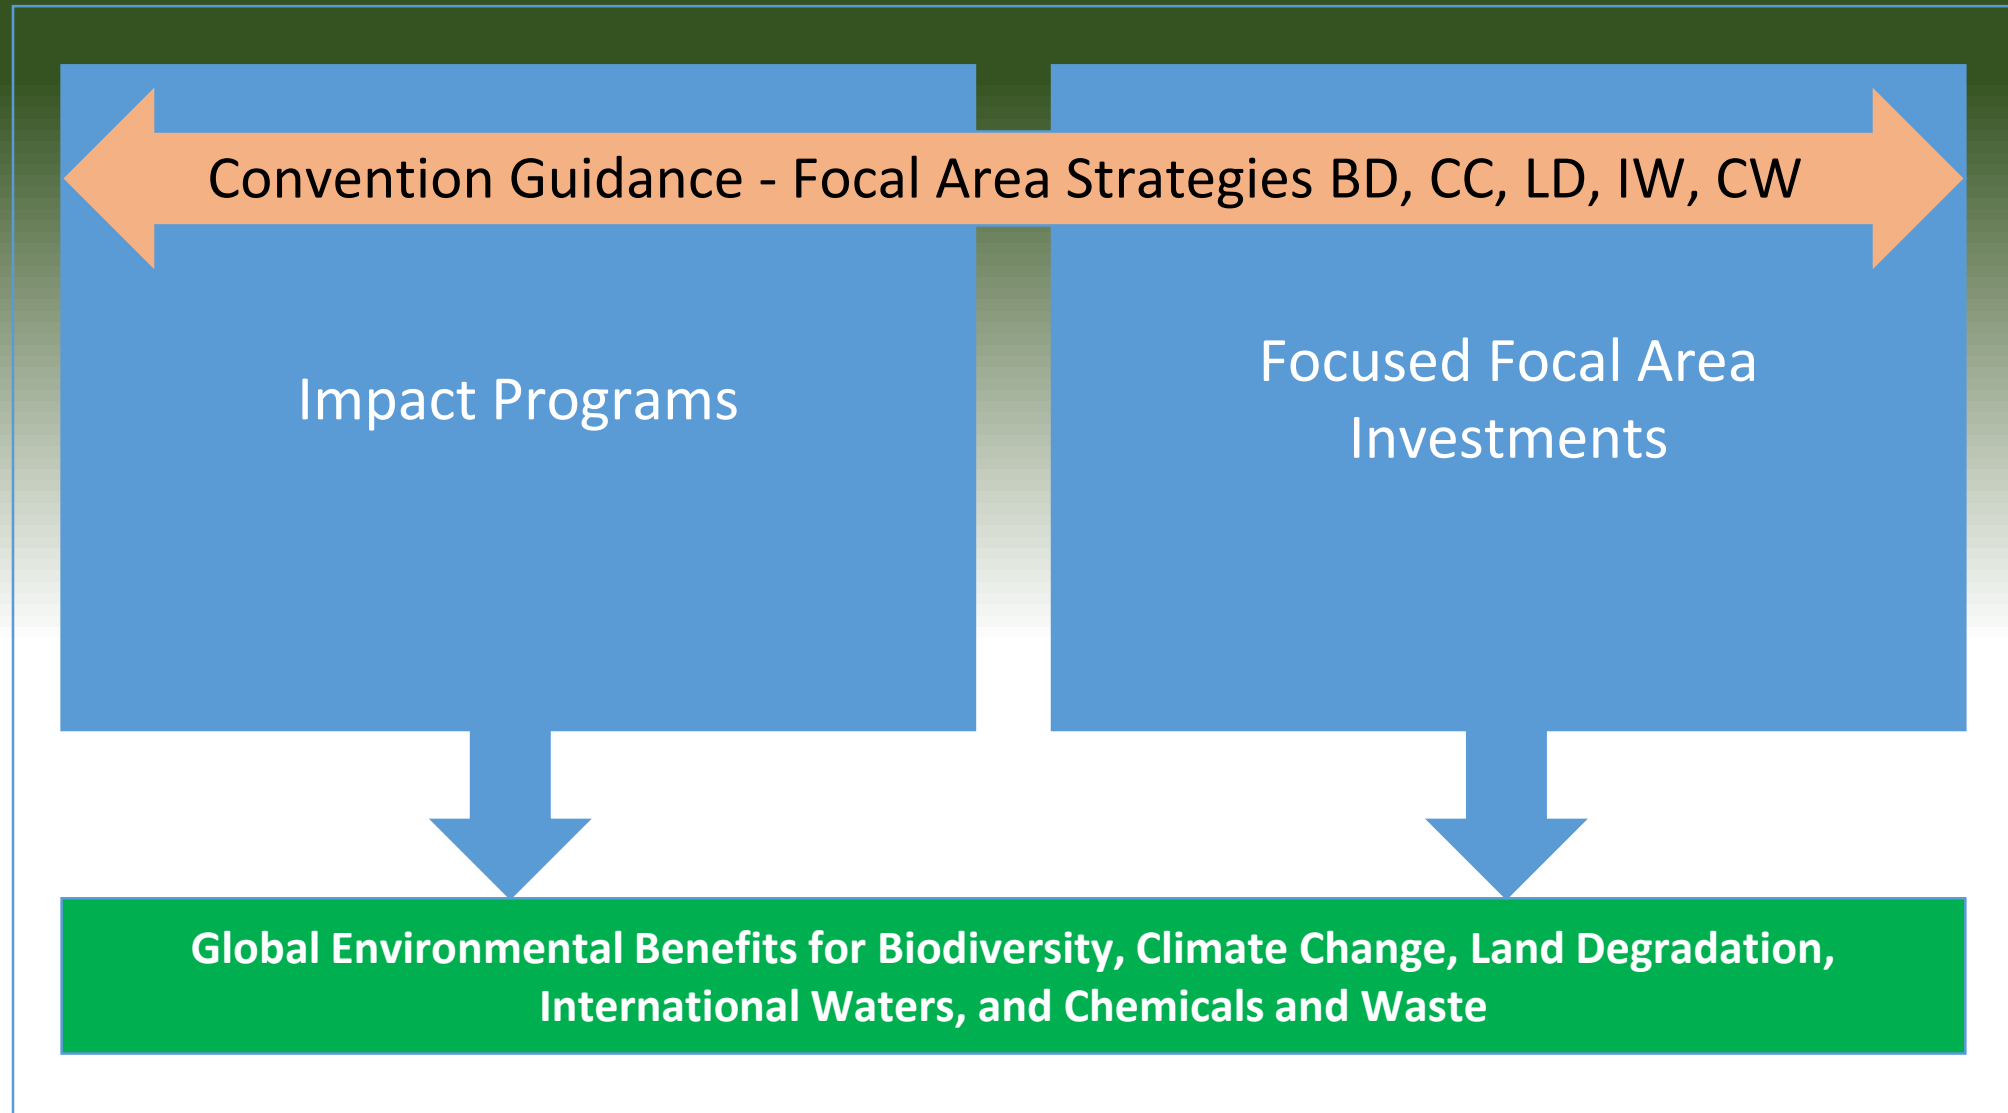 Convention Guidance - Focal Area Strategies BD, CC, LD, IW, CW
Impact Programs
Focused Focal Area
Investments
Global Environmental Benefits for Biodiversity, Climate Change, Land Degradation,
International Waters, and Chemicals and Waste